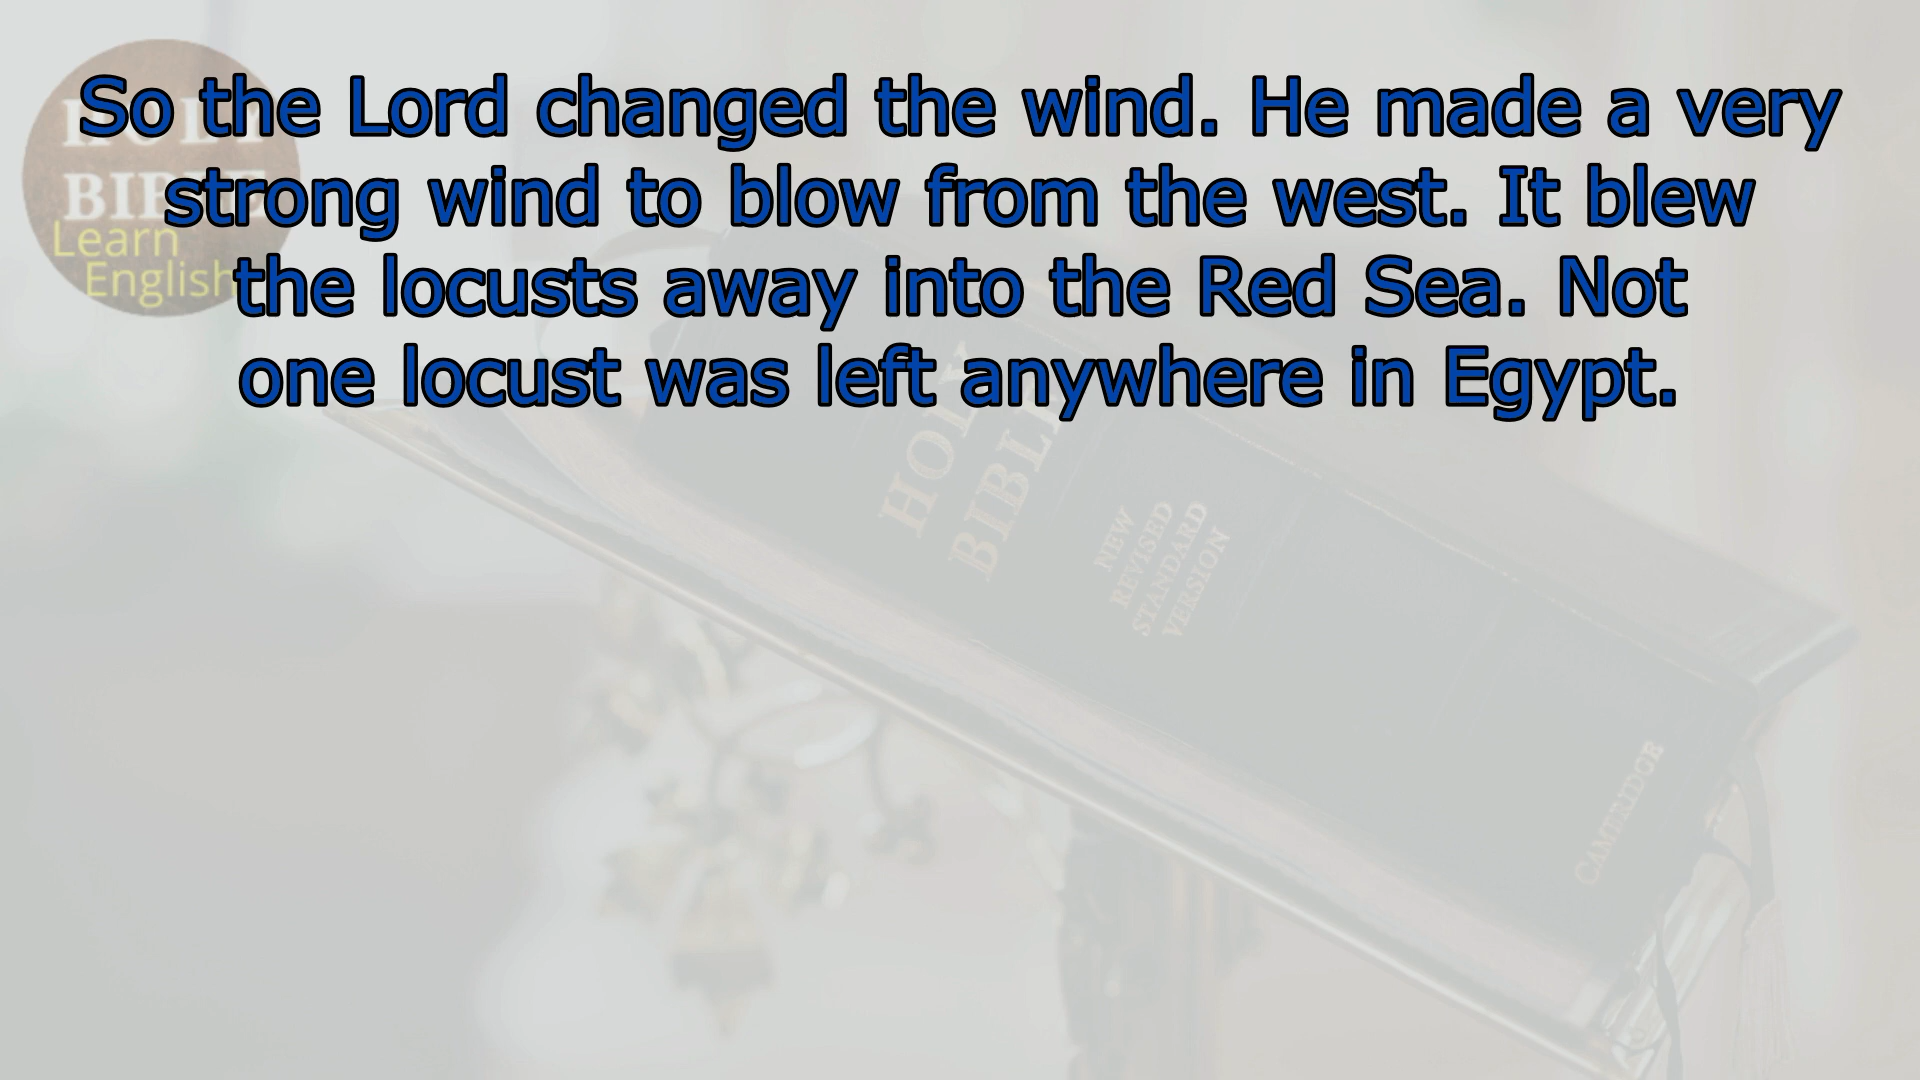 So the Lord changed the wind. He made a very
strong wind to blow from the west. It blew
the locusts away into the Red Sea. Not
one locust was left anywhere in Egypt.
HOLY
BIBLE
Learn
English
HOLY
BIBLE
NEW
REVISED
STANDARD
VERSION
CAMBRIDGE